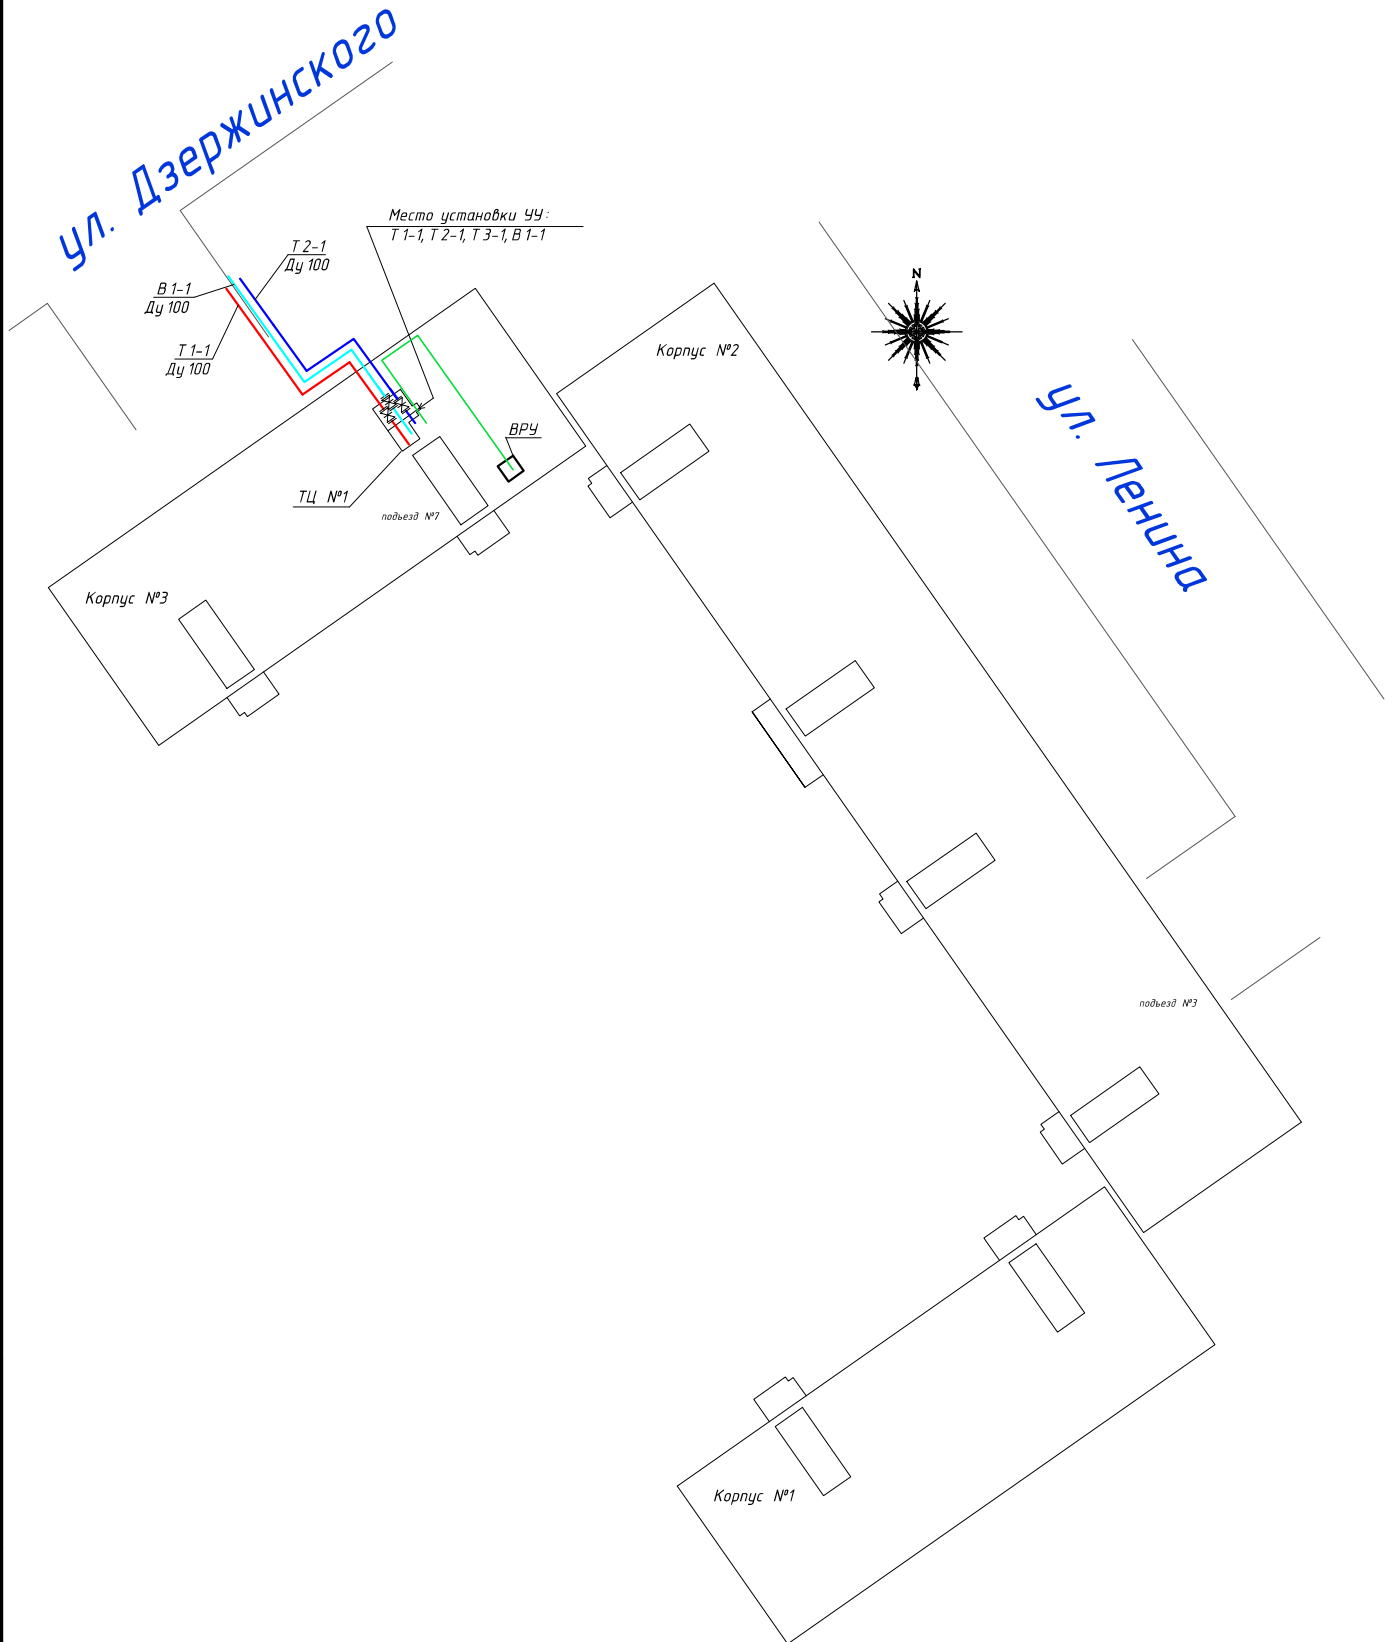 ул. Дзержинского
Место установки УУ:
Т 1-1, Т 2-1, Т 3-1, В 1-1
Т 2-1
Ду 100
В 1-1
Ду 100
Т 1-1
Ду 100
N
Корпус №2
ул. Ленина
ВРУ
ТЦ №1
подъезд №7
Корпус №3
подъезд №3
Корпус №1